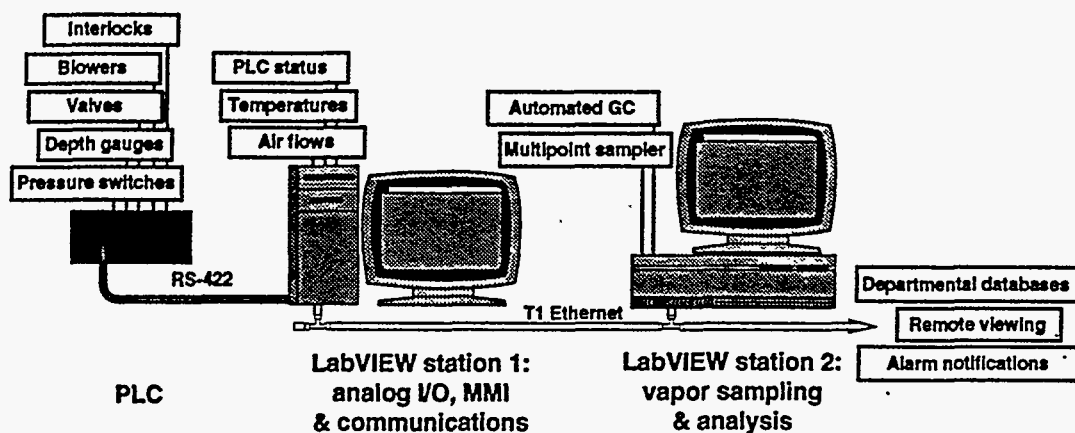 Interlocks
Blowers
Valves
Depth gauges
Pressure switches
PLC status
Temperatures
Air flows
Automated GC
Multipoint sampler
RS-422
T1 Ethernet
Departmental databases
Remote viewing
Alarm notifications
PLC
LabVIEW station 1:
analog I/O, MMI
& communications
LabVIEW station 2:
vapor sampling
& analysis